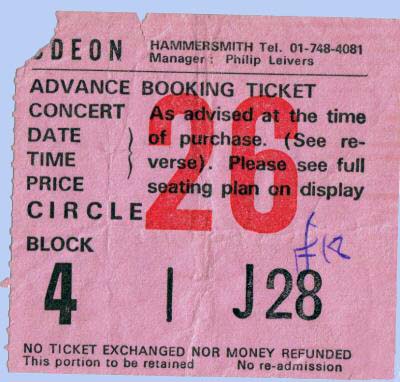 ODEON HAMMERSMITH Tel. 01-748-4081
Manager: Philip Leivers
ADVANCE BOOKING TICKET
CONCERT As advised at the time
DATE ) of purchase. (See re-
TIME ) verse). Please see full
PRICE seating plan on display
26
CIRCLE
BLOCK
4 | J28
NO TICKET EXCHANGED NOR MONEY REFUNDED
This portion to be retained No re-admission